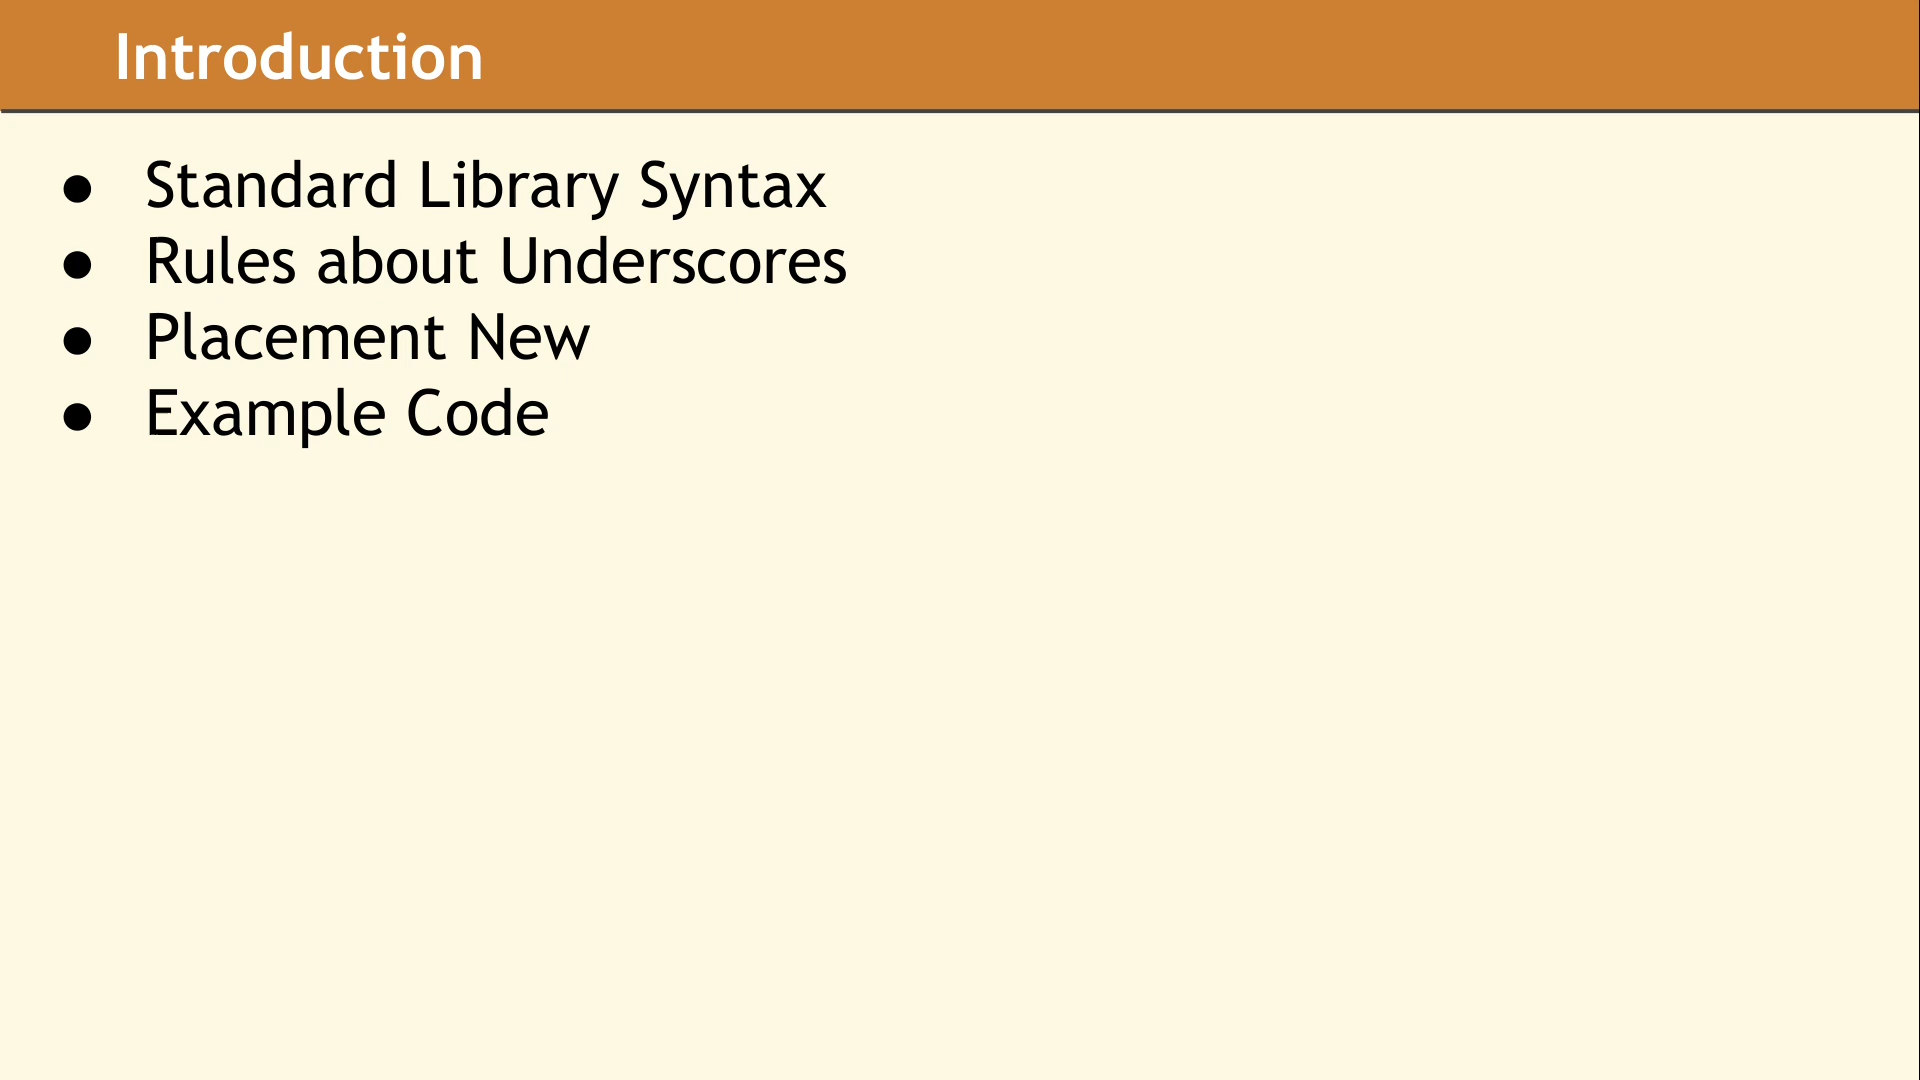 Introduction
● Standard Library Syntax
● Rules about Underscores
● Placement New
● Example Code